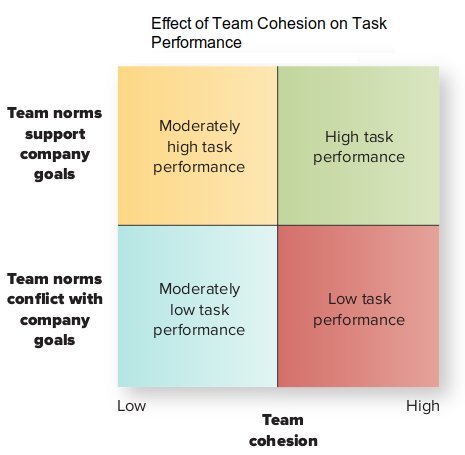 Effect of Team Cohesion on Task
Performance
Team norms
support
company
goals
Moderately
high task
performance
High task
performance
Team norms
conflict with
company
goals
Moderately
low task
performance
Low task
performance
Low
High
Team
cohesion